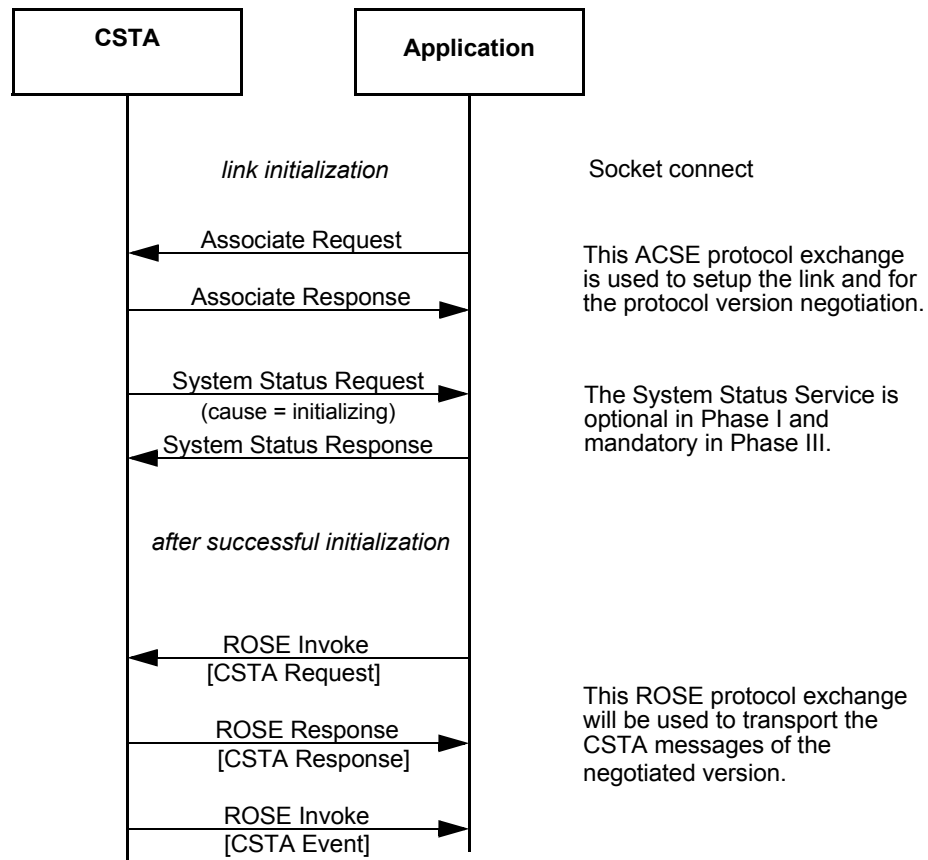 CSTA
Application
link initialization
Socket connect
Associate Request
This ACSE protocol exchange
is used to setup the link and for
the protocol version negotiation.
Associate Response
System Status Request
(cause = initializing)
The System Status Service is
optional in Phase I and
mandatory in Phase III.
System Status Response
after successful initialization
ROSE Invoke
[CSTA Request]
This ROSE protocol exchange
will be used to transport the
CSTA messages of the
negotiated version.
ROSE Response
[CSTA Response]
ROSE Invoke
[CSTA Event]